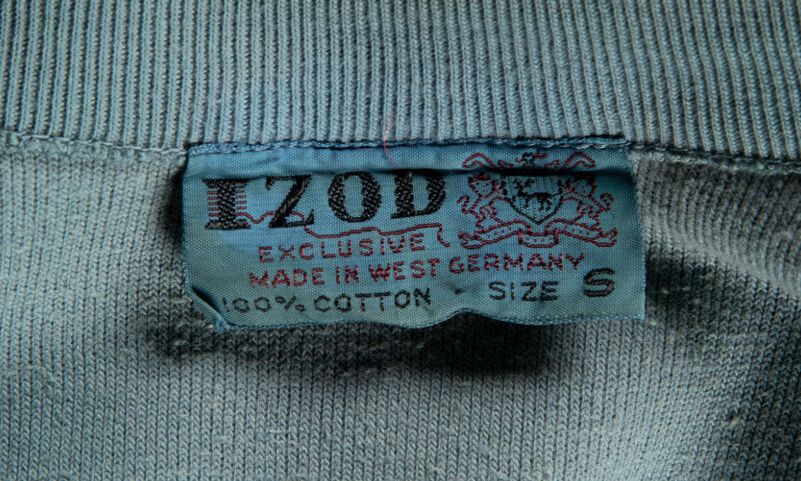 IZOD
EXCLUSIVE
MADE IN WEST GERMANY
100% COTTON · SIZE S